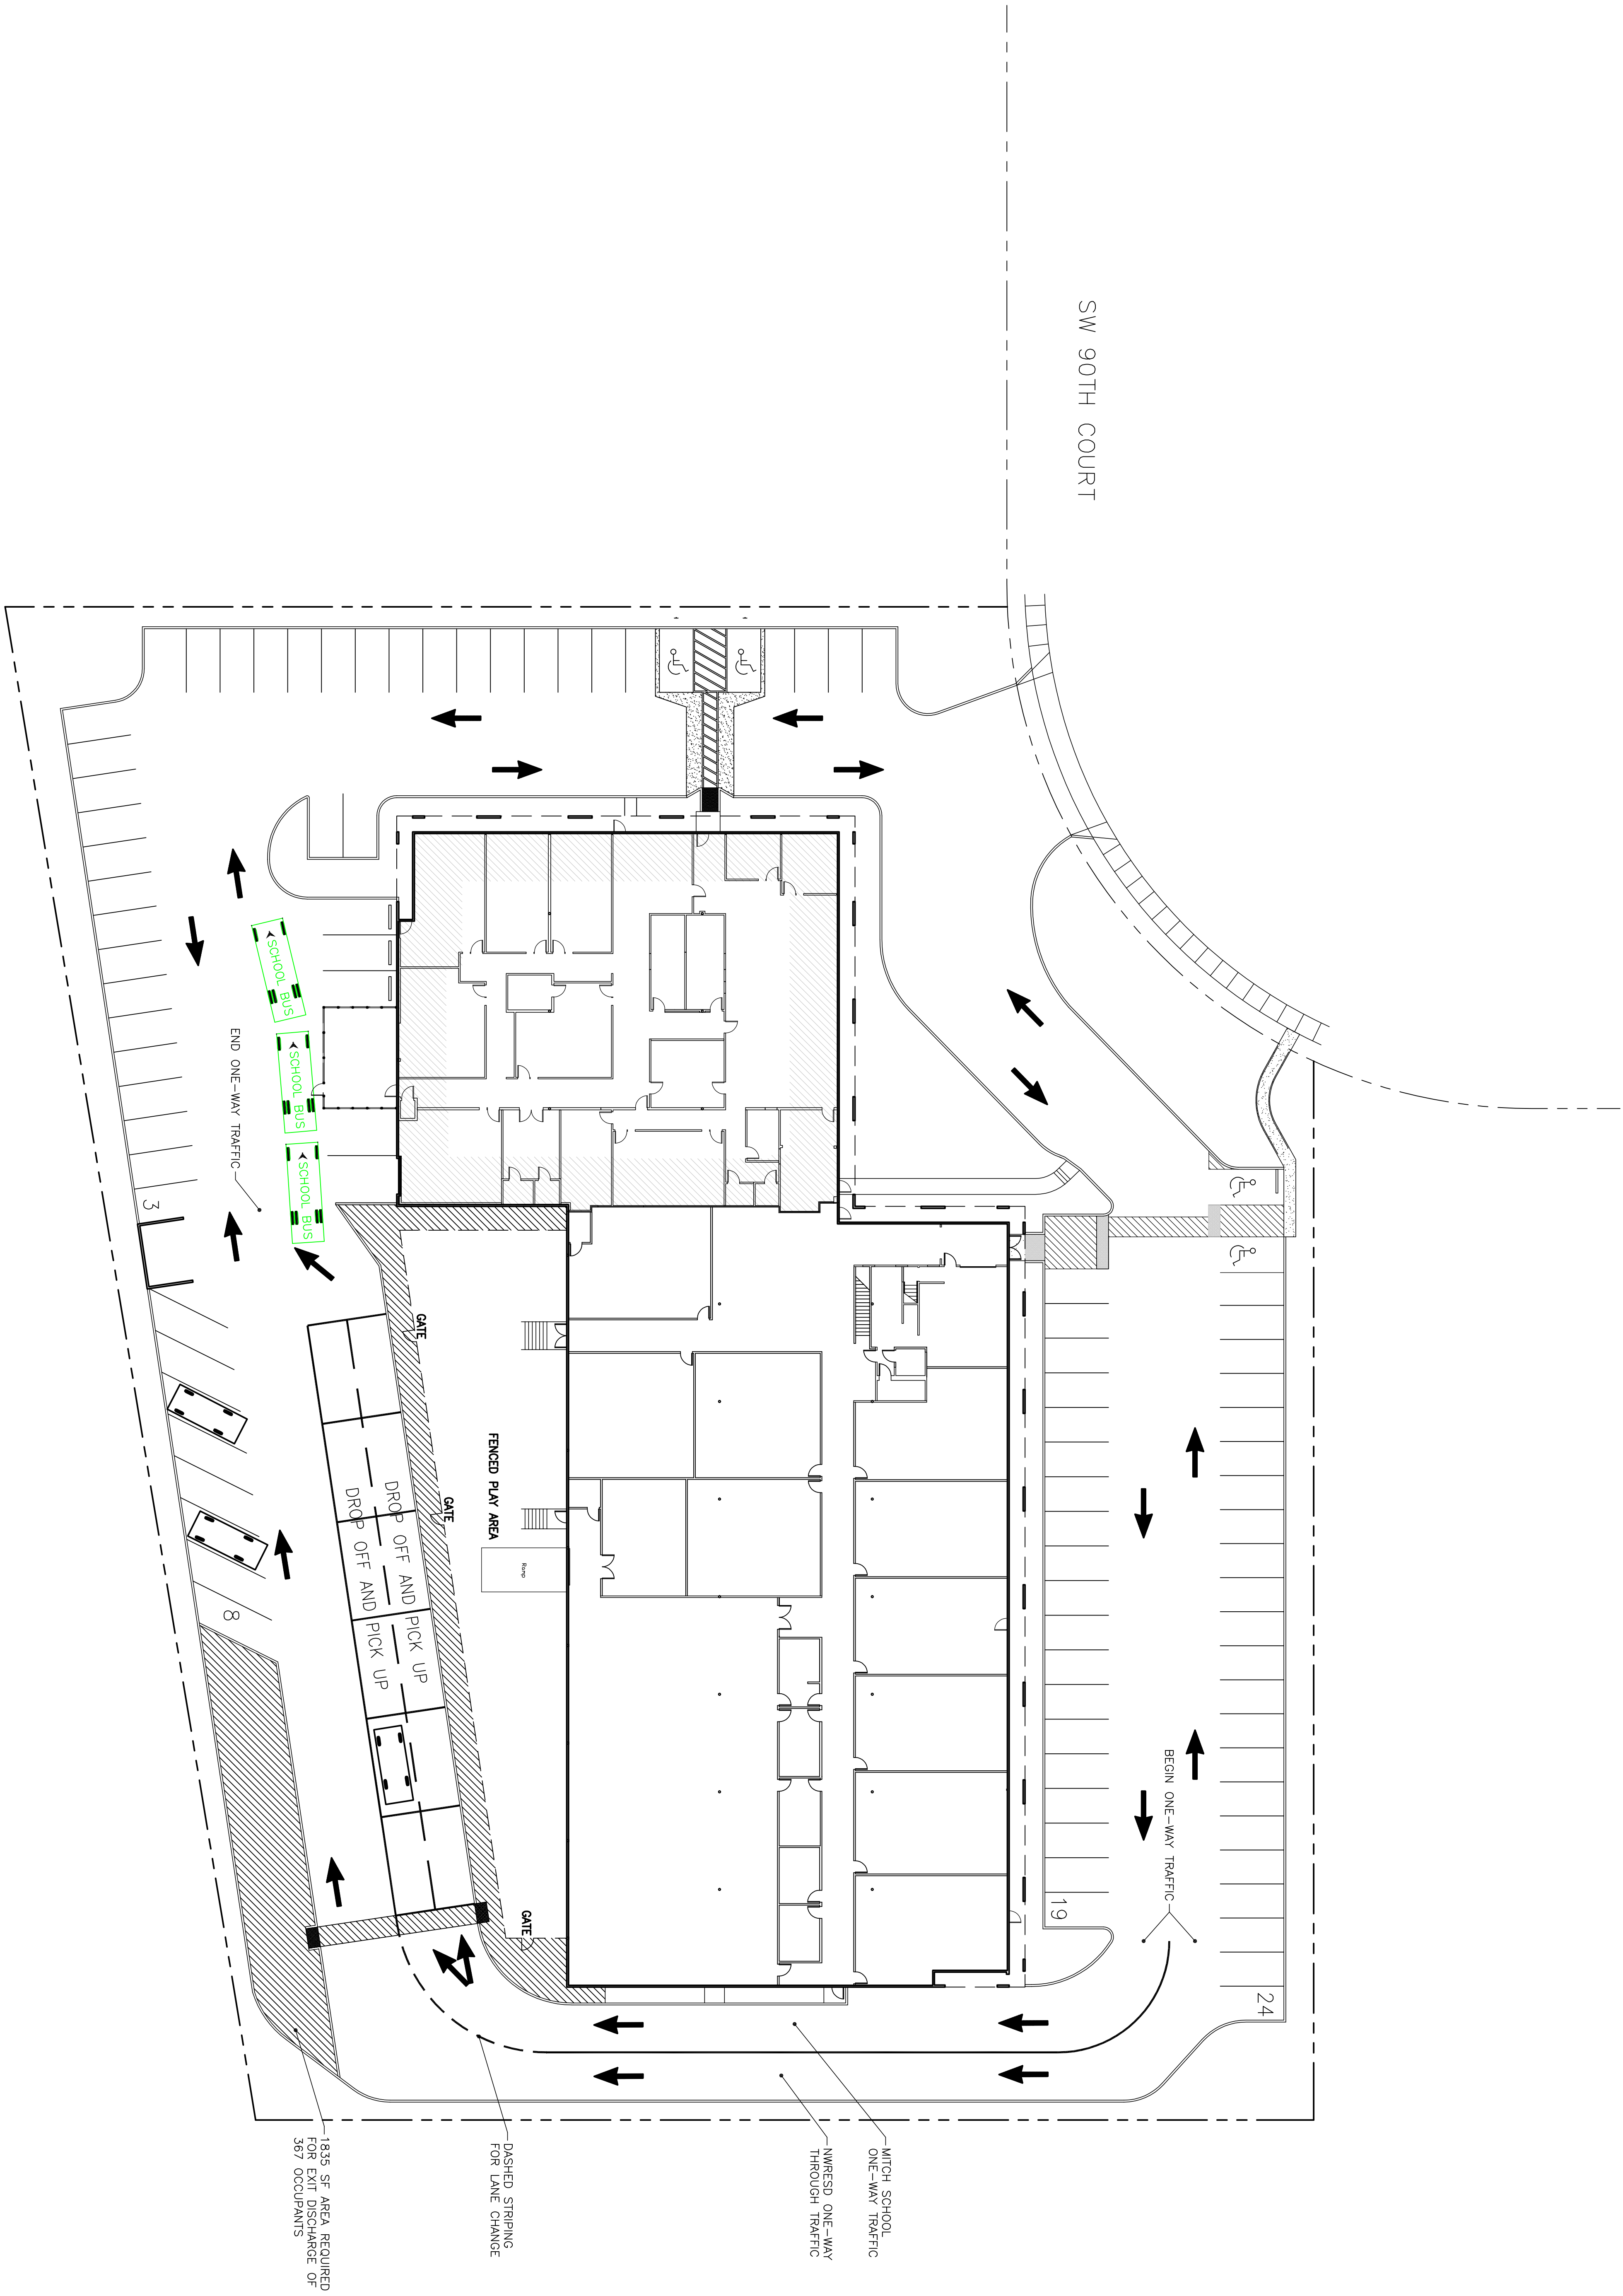 SW 90TH COURT
BEGIN ONE-WAY TRAFFIC
24
19
MITCH SCHOOL
ONE-WAY TRAFFIC
NWRESD ONE-WAY
THROUGH TRAFFIC
DASHED STRIPING
FOR LANE CHANGE
1835 SF AREA REQUIRED
FOR EXIT DISCHARGE OF
367 OCCUPANTS
FENCED PLAY AREA
Ramp
GATE
GATE
GATE
DROP OFF AND PICK UP
DROP OFF AND PICK UP
SCHOOL BUS
SCHOOL BUS
SCHOOL BUS
END ONE-WAY TRAFFIC
3
8